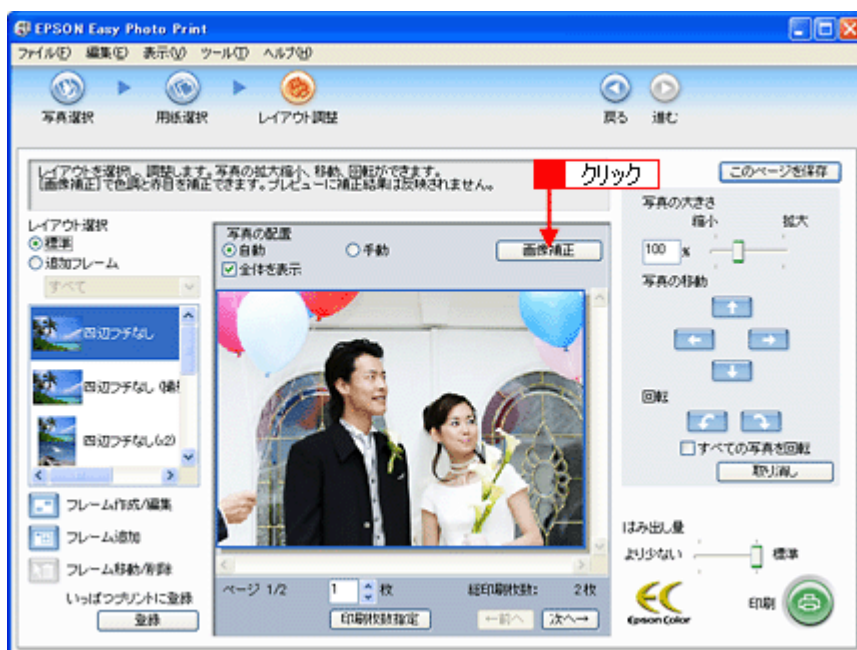 EPSON Easy Photo Print
ファイル(F) 編集(E) 表示(V) ツール(T) ヘルプ(H)
写真選択
用紙選択
レイアウト調整
戻る
進む
レイアウトを選択し、調整します。写真の拡大縮小、移動、回転ができます。
[画像補正]で色調と赤目を補正できます。プレビューに補正結果は反映されません。
クリック
このページを保存
レイアウト選択
標準
追加フレーム
すべて
四辺フチなし
四辺フチなし(x2)
フレーム作成/編集
フレーム追加
フレーム移動/削除
いっぱつプリントに登録
登録
写真の配置
自動
手動
画像補正
全体を表示
ページ 1/2
1 枚
総印刷枚数: 2枚
印刷枚数指定
←前へ
次へ→
写真の大きさ
縮小 拡大
100 %
写真の移動
回転
すべての写真を回転
取り消し
はみ出し量
より少ない 標準
Epson Color
印刷